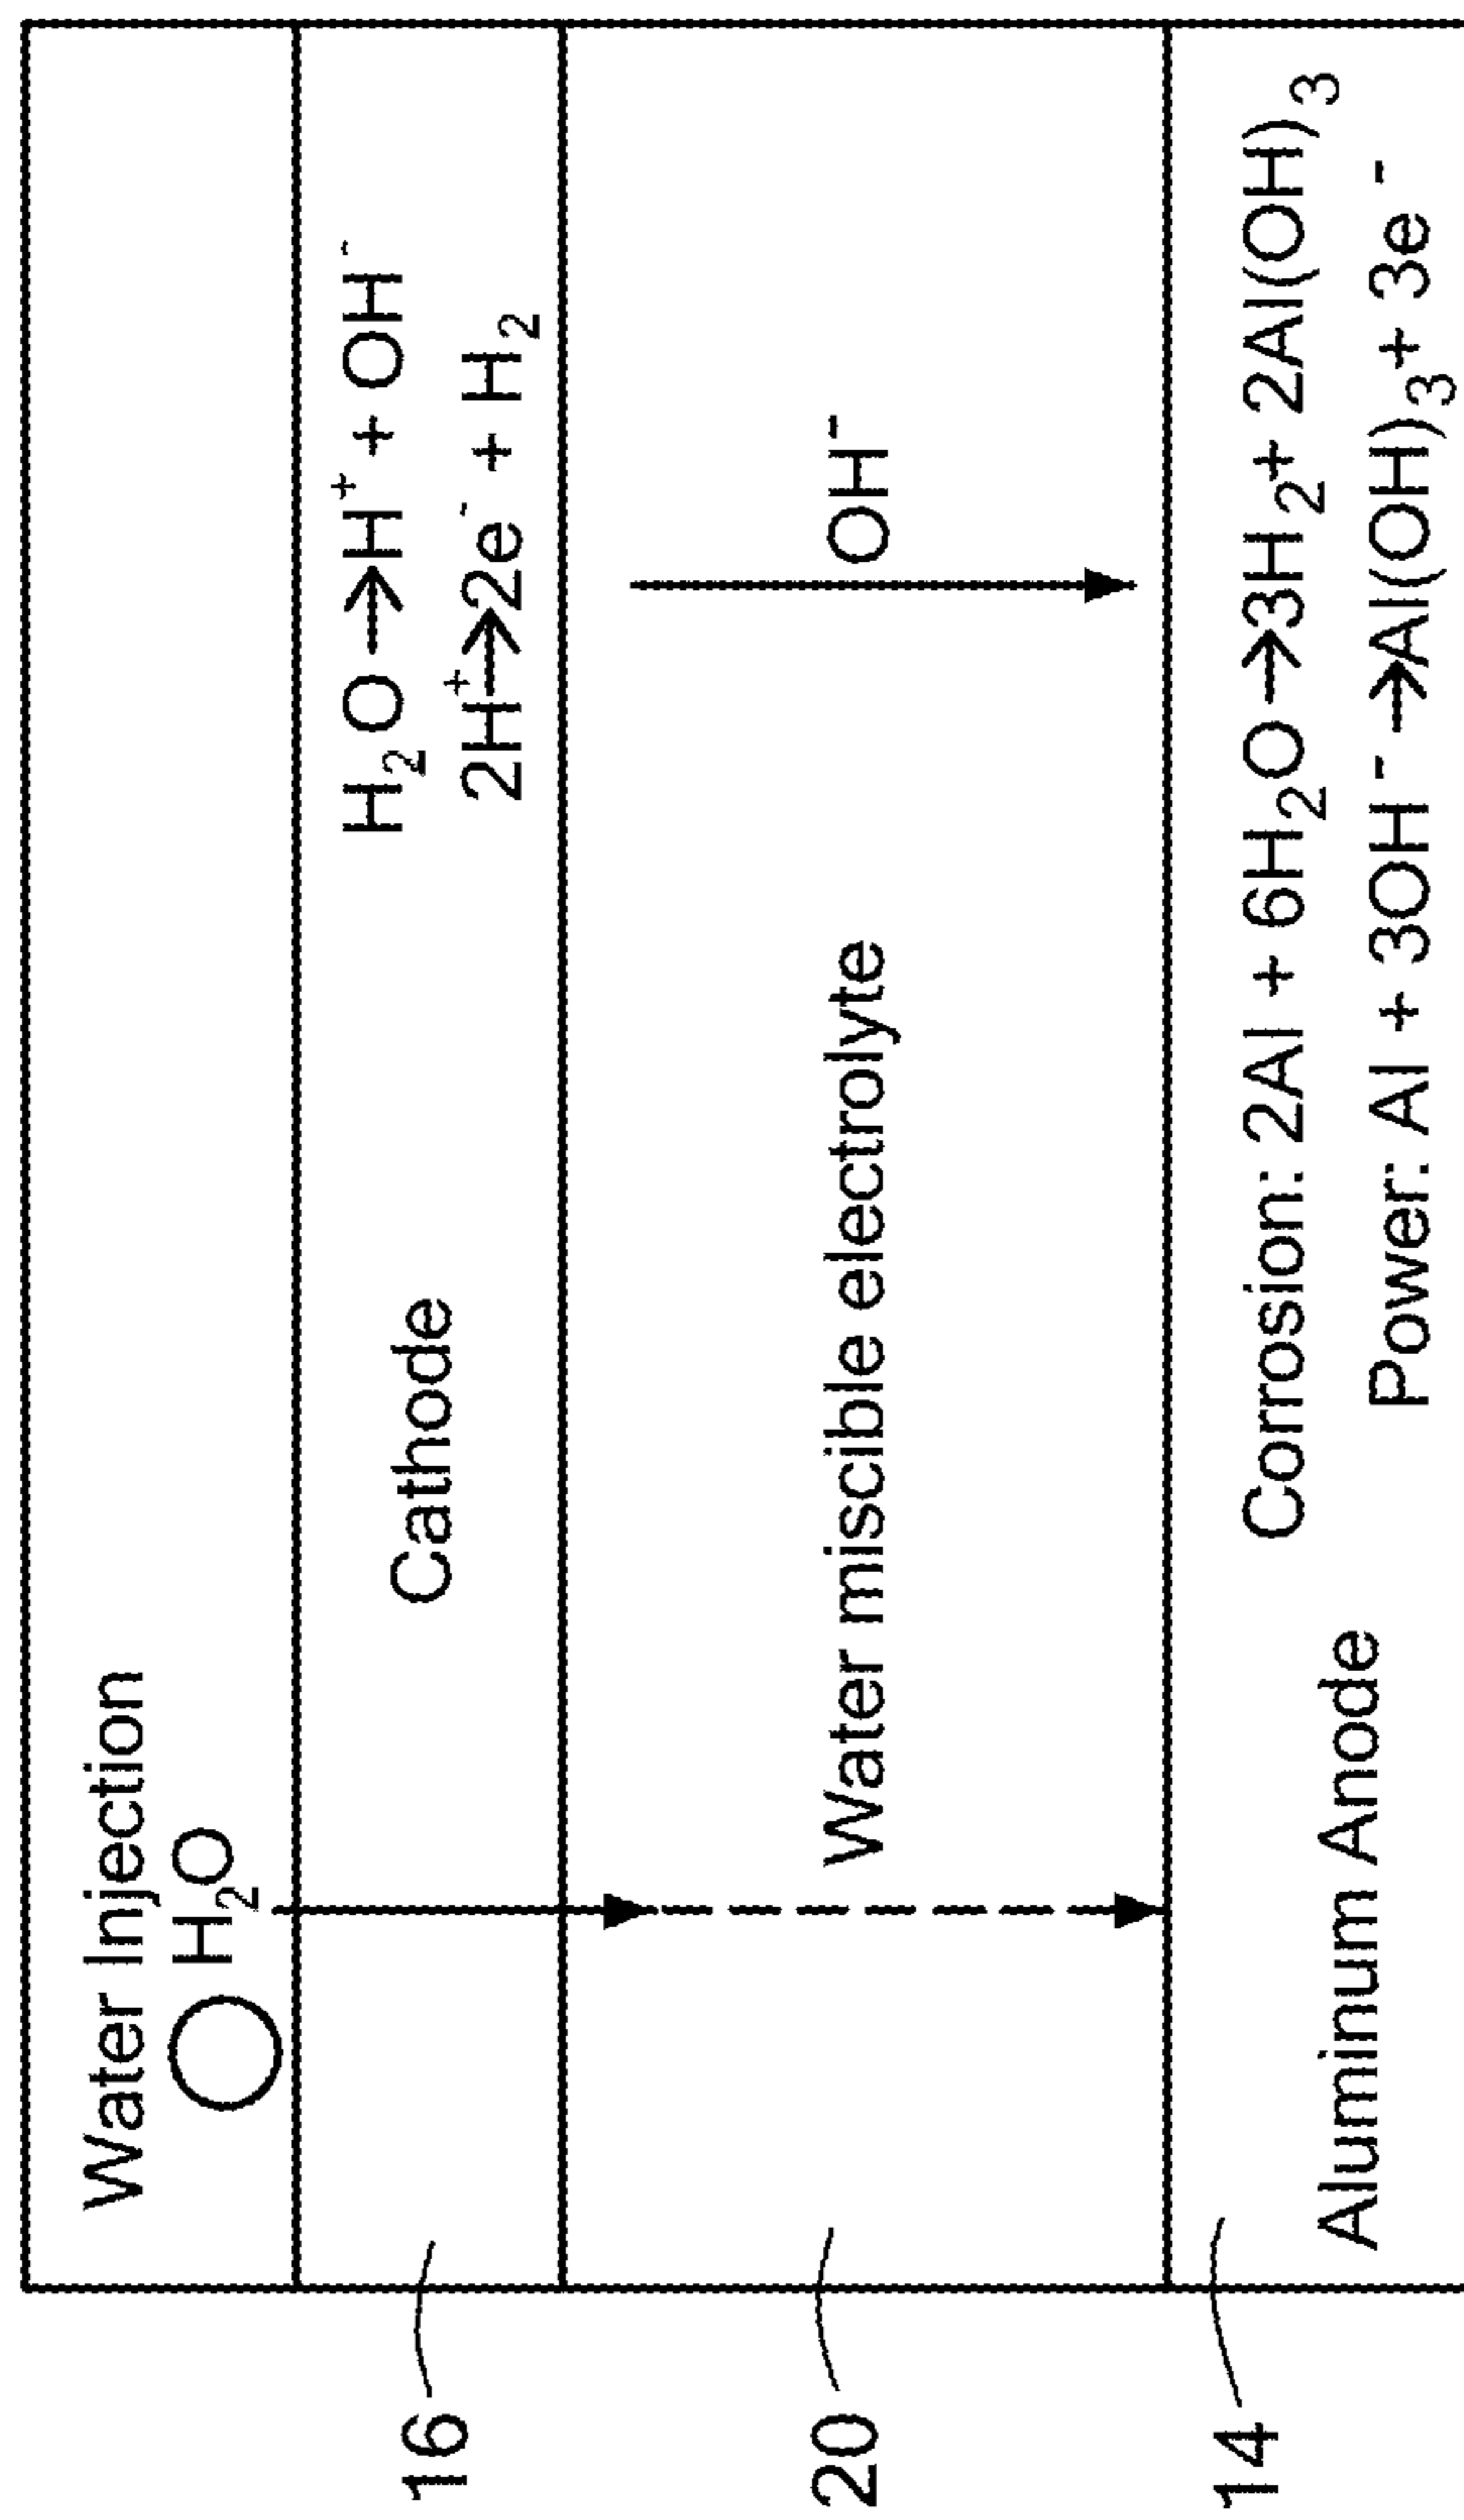 Water Injection
H₂O
16
Cathode
H₂O → H⁺ + OH⁻
2H⁺ → 2e⁻ + H₂
20
Water miscible electrolyte
OH⁻
14
Aluminum Anode
Corrosion: 2Al + 6H₂O → 3H₂ + 2Al(OH)₃
Power: Al + 3OH⁻ → Al(OH)₃ + 3e⁻